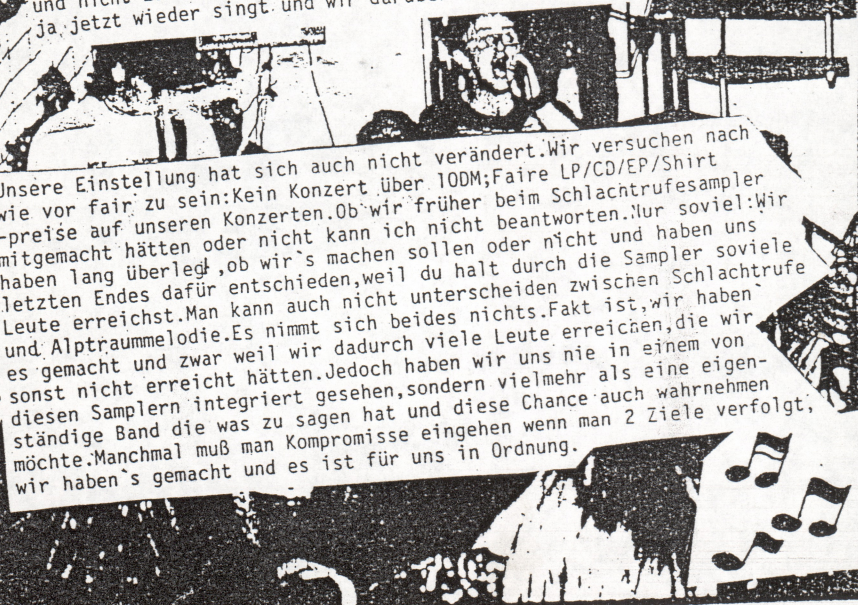 und nicht
ja jetzt wieder singt und wir
Unsere Einstellung hat sich auch nicht verändert.Wir versuchen nach
wie vor fair zu sein:Kein Konzert über 10DM;Faire LP/CD/EP/Shirt
-preise auf unseren Konzerten.Ob wir früher beim Schlachtrufesampler
mitgemacht hätten oder nicht kann ich nicht beantworten.Nur soviel:Wir
haben lang überlegt,ob wir`s machen sollen oder nicht und haben uns
letzten Endes dafür entschieden,weil du halt durch die Sampler soviele
Leute erreichst.Man kann auch nicht unterscheiden zwischen Schlachtrufe
und Alptraummelodie.Es nimmt sich beides nichts.Fakt ist,wir haben`
es gemacht und zwar weil wir dadurch viele Leute erreichen,die wir
sonst nicht erreicht hätten.Jedoch haben wir uns nie in einem von
diesen Samplern integriert gesehen,sondern vielmehr als eine eigen-
ständige Band die was zu sagen hat und diese Chance auch wahrnehmen
möchte.Manchmal muß man Kompromisse eingehen wenn man 2 Ziele verfolgt,
wir haben`s gemacht und es ist für uns in Ordnung.